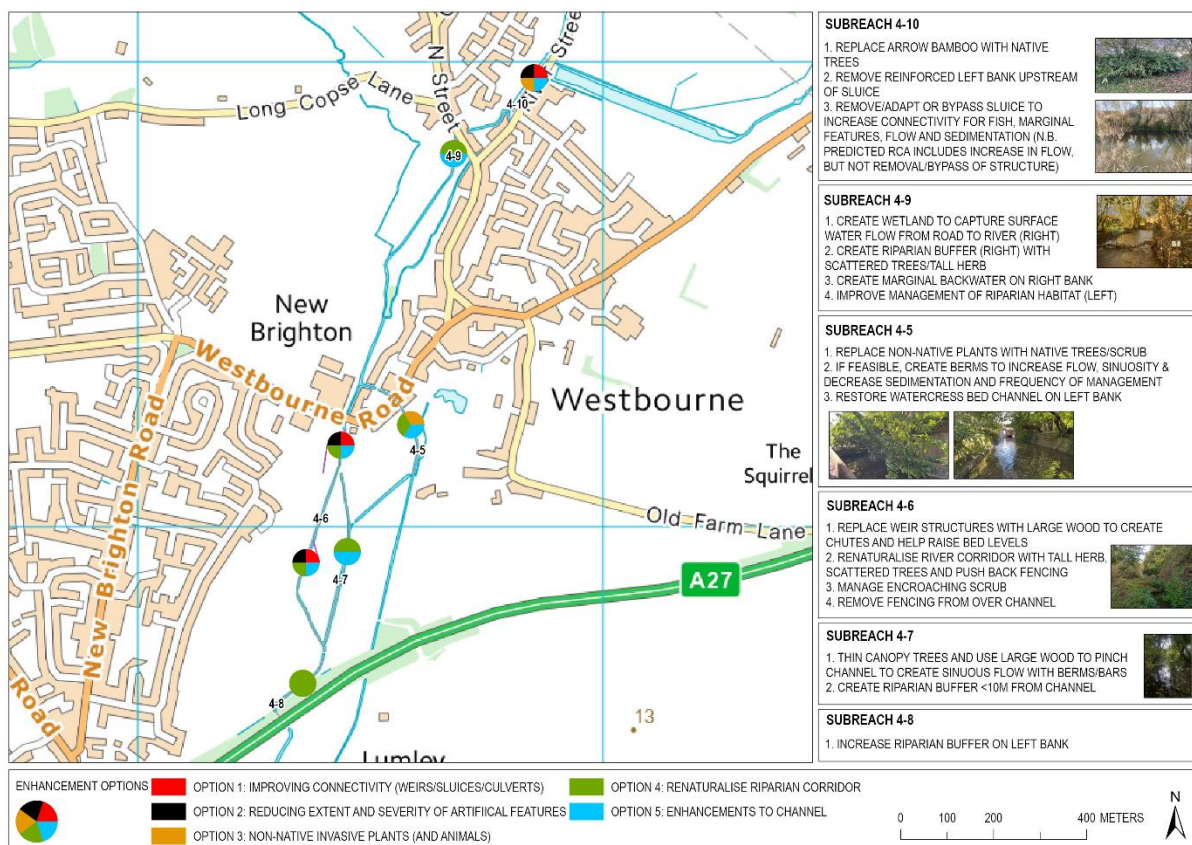 N Street
Street
Long Copse Lane
4-10
4-9
New
Brighton
Westbourne Road
Westbourne
4-5
The
Squirrel
4-6
Old Farm Lane
4-7
A27
New Brighton Road
Road
4-8
13
Lumley
SUBREACH 4-10
1. REPLACE ARROW BAMBOO WITH NATIVE
TREES
2. REMOVE REINFORCED LEFT BANK UPSTREAM
OF SLUICE
3. REMOVE/ADAPT OR BYPASS SLUICE TO
INCREASE CONNECTIVITY FOR FISH, MARGINAL
FEATURES, FLOW AND SEDIMENTATION (N.B.
PREDICTED RCA INCLUDES INCREASE IN FLOW,
BUT NOT REMOVAL/BYPASS OF STRUCTURE)
SUBREACH 4-9
1. CREATE WETLAND TO CAPTURE SURFACE
WATER FLOW FROM ROAD TO RIVER (RIGHT)
2. CREATE RIPARIAN BUFFER (RIGHT) WITH
SCATTERED TREES/TALL HERB
3. CREATE MARGINAL BACKWATER ON RIGHT BANK
4. IMPROVE MANAGEMENT OF RIPARIAN HABITAT (LEFT)
SUBREACH 4-5
1. REPLACE NON-NATIVE PLANTS WITH NATIVE TREES/SCRUB
2. IF FEASIBLE, CREATE BERMS TO INCREASE FLOW, SINUOSITY &
DECREASE SEDIMENTATION AND FREQUENCY OF MANAGEMENT
3. RESTORE WATERCRESS BED CHANNEL ON LEFT BANK
SUBREACH 4-6
1. REPLACE WEIR STRUCTURES WITH LARGE WOOD TO CREATE
CHUTES AND HELP RAISE BED LEVELS
2. RENATURALISE RIVER CORRIDOR WITH TALL HERB,
SCATTERED TREES AND PUSH BACK FENCING
3. MANAGE ENCROACHING SCRUB
4. REMOVE FENCING FROM OVER CHANNEL
SUBREACH 4-7
1. THIN CANOPY TREES AND USE LARGE WOOD TO PINCH
CHANNEL TO CREATE SINUOUS FLOW WITH BERMS/BARS
2. CREATE RIPARIAN BUFFER <10M FROM CHANNEL
SUBREACH 4-8
1. INCREASE RIPARIAN BUFFER ON LEFT BANK
ENHANCEMENT OPTIONS
OPTION 1: IMPROVING CONNECTIVITY (WEIRS/SLUICES/CULVERTS)
OPTION 2: REDUCING EXTENT AND SEVERITY OF ARTIFIICAL FEATURES
OPTION 3: NON-NATIVE INVASIVE PLANTS (AND ANIMALS)
OPTION 4: RENATURALISE RIPARIAN CORRIDOR
OPTION 5: ENHANCEMENTS TO CHANNEL
0 100 200 400 METERS
N